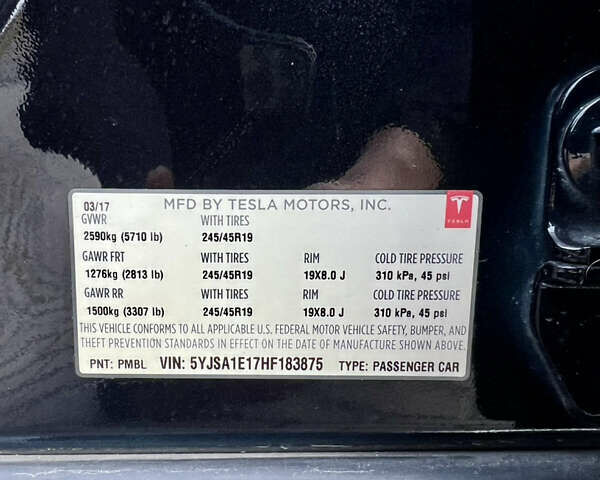 03/17 MFD BY TESLA MOTORS, INC.
GVWR WITH TIRES TESLA
2590kg (5710 lb) 245/45R19
GAWR FRT WITH TIRES RIM COLD TIRE PRESSURE
1276kg (2813 lb) 245/45R19 19X8.0 J 310 kPa, 45 psi
GAWR RR WITH TIRES RIM COLD TIRE PRESSURE
1500kg (3307 lb) 245/45R19 19X8.0 J 310 kPa, 45 psi
THIS VEHICLE CONFORMS TO ALL APPLICABLE U.S. FEDERAL MOTOR VEHICLE SAFETY, BUMPER, AND
THEFT PREVENTION STANDARDS IN EFFECT ON THE DATE OF MANUFACTURE SHOWN ABOVE.
PNT: PMBL VIN: 5YJSA1E17HF183875 TYPE: PASSENGER CAR